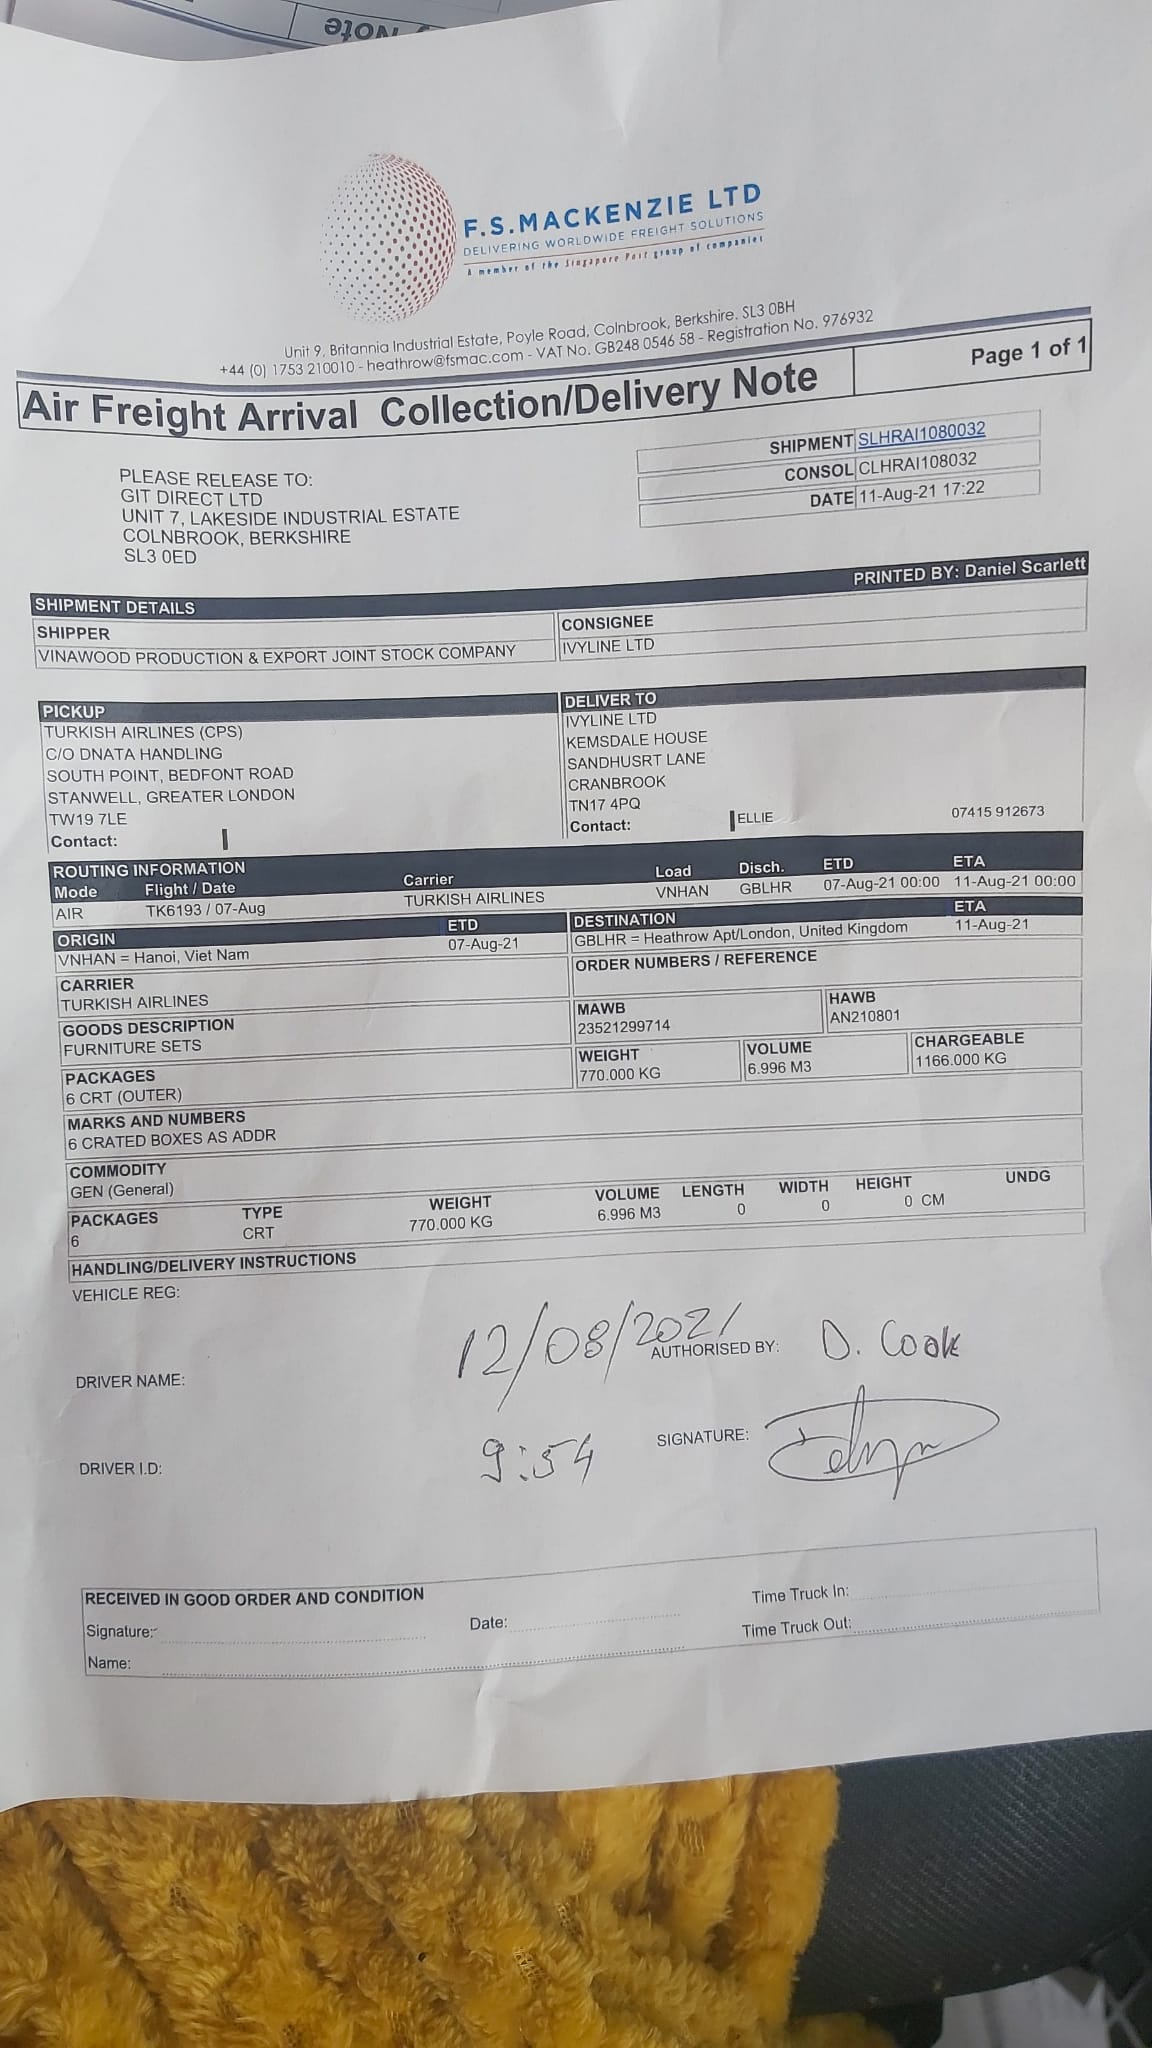 Note
F.S.MACKENZIE LTD
DELIVERING WORLDWIDE FREIGHT SOLUTIONS
A member of the Singapore Post group of companies
Unit 9, Britannia Industrial Estate, Poyle Road, Colnbrook, Berkshire. SL3 0BH
+44 (0) 1753 210010 - heathrow@fsmac.com - VAT No. GB248 0546 58 - Registration No. 976932
Air Freight Arrival Collection/Delivery Note Page 1 of 1
PLEASE RELEASE TO:
GIT DIRECT LTD
UNIT 7, LAKESIDE INDUSTRIAL ESTATE
COLNBROOK, BERKSHIRE
SL3 0ED
SHIPMENT SLHRAI1080032
CONSOL CLHRAI108032
DATE 11-Aug-21 17:22
PRINTED BY: Daniel Scarlett
SHIPMENT DETAILS
SHIPPER CONSIGNEE
VINAWOOD PRODUCTION & EXPORT JOINT STOCK COMPANY IVYLINE LTD
PICKUP
TURKISH AIRLINES (CPS)
C/O DNATA HANDLING
SOUTH POINT, BEDFONT ROAD
STANWELL, GREATER LONDON
TW19 7LE
Contact:
DELIVER TO
IVYLINE LTD
KEMSDALE HOUSE
SANDHUSRT LANE
CRANBROOK
TN17 4PQ
Contact: ELLIE 07415 912673
ROUTING INFORMATION
Mode Flight / Date Carrier Load Disch. ETD ETA
AIR TK6193 / 07-Aug TURKISH AIRLINES VNHAN GBLHR 07-Aug-21 00:00 11-Aug-21 00:00
ORIGIN ETD DESTINATION ETA
VNHAN = Hanoi, Viet Nam 07-Aug-21 GBLHR = Heathrow Apt/London, United Kingdom 11-Aug-21
CARRIER ORDER NUMBERS / REFERENCE
TURKISH AIRLINES
GOODS DESCRIPTION MAWB HAWB
FURNITURE SETS 23521299714 AN210801
PACKAGES WEIGHT VOLUME CHARGEABLE
6 CRT (OUTER) 770.000 KG 6.996 M3 1166.000 KG
MARKS AND NUMBERS
6 CRATED BOXES AS ADDR
COMMODITY
GEN (General)
PACKAGES TYPE WEIGHT VOLUME LENGTH WIDTH HEIGHT UNDG
6 CRT 770.000 KG 6.996 M3 0 0 0 CM
HANDLING/DELIVERY INSTRUCTIONS
VEHICLE REG:
12/08/2021
AUTHORISED BY: D. Cook
DRIVER NAME:
9:54
SIGNATURE:
DRIVER I.D:
RECEIVED IN GOOD ORDER AND CONDITION
Signature: Date: Time Truck In:
Name: Time Truck Out: